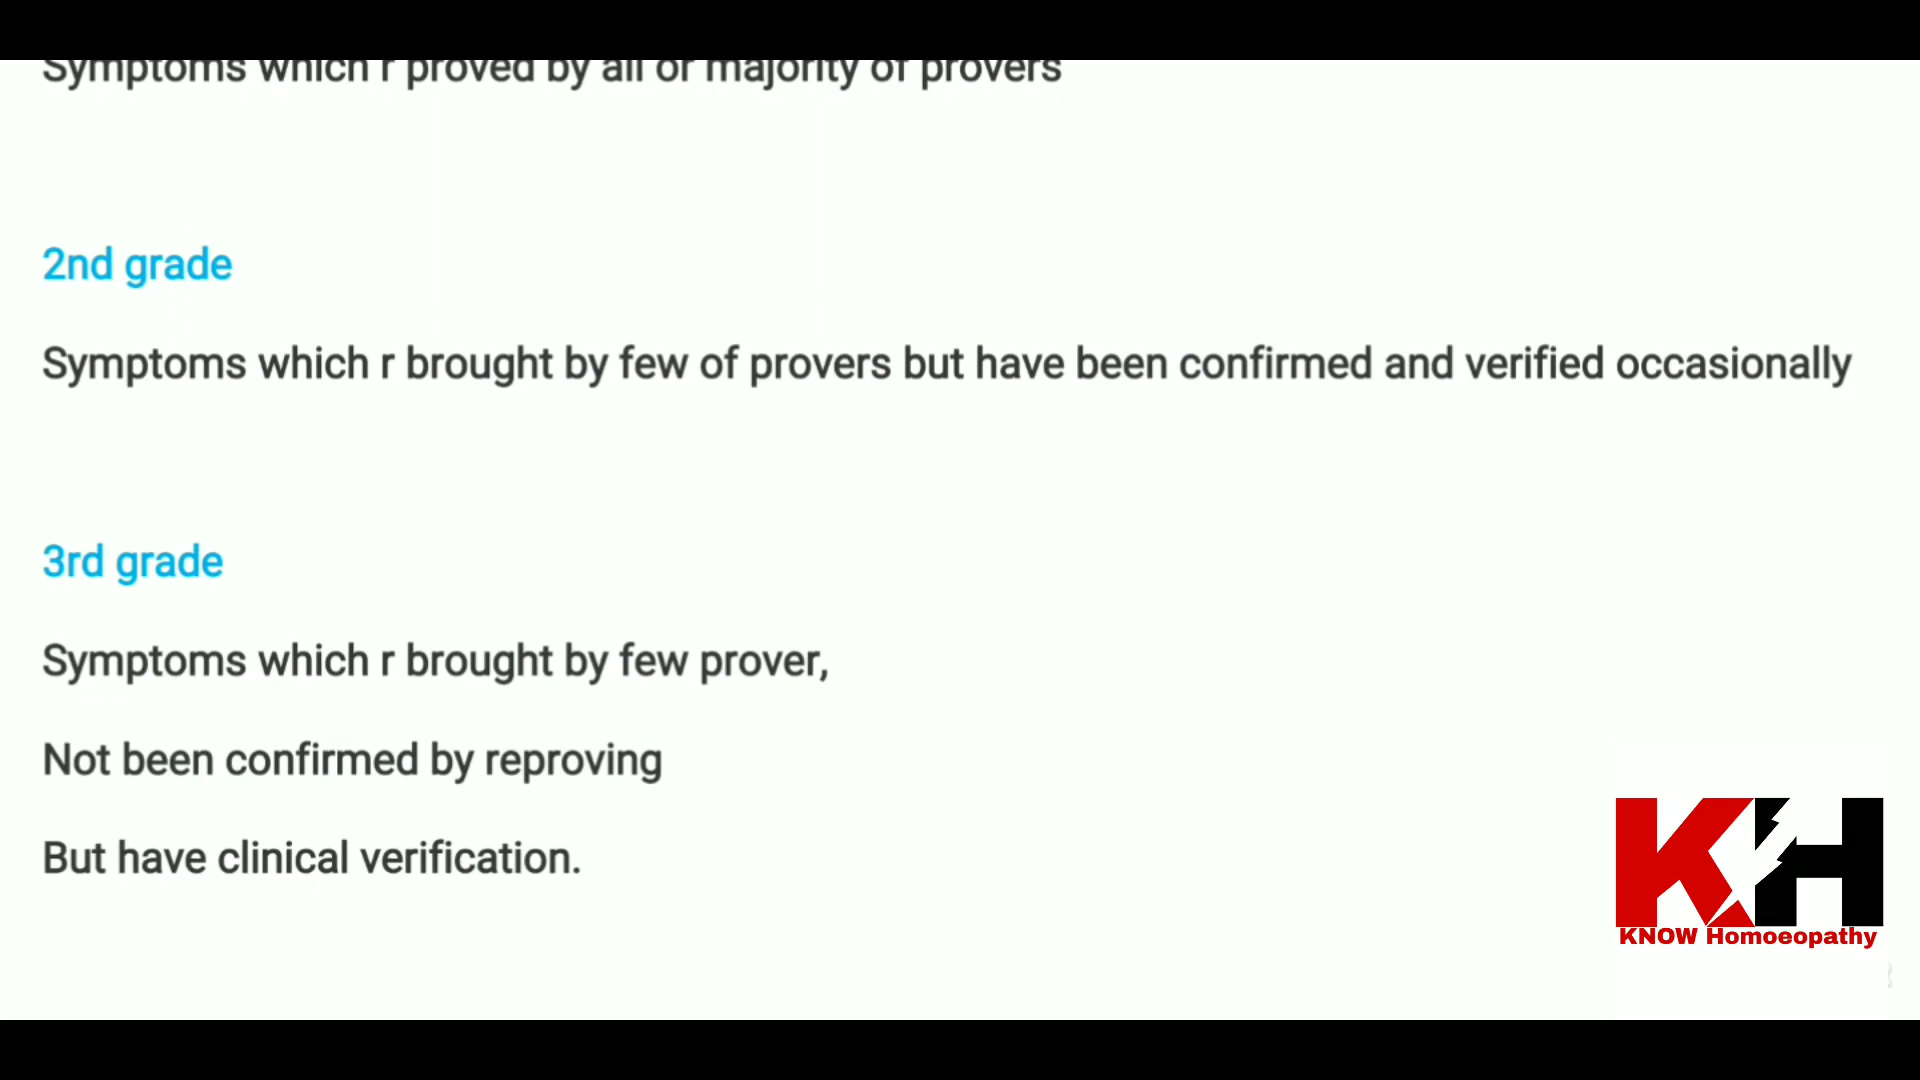 Symptoms which r proved by all or majority of provers
2nd grade
Symptoms which r brought by few of provers but have been confirmed and verified occasionally
3rd grade
Symptoms which r brought by few prover,
Not been confirmed by reproving
But have clinical verification.
KH
KNOW Homoeopathy